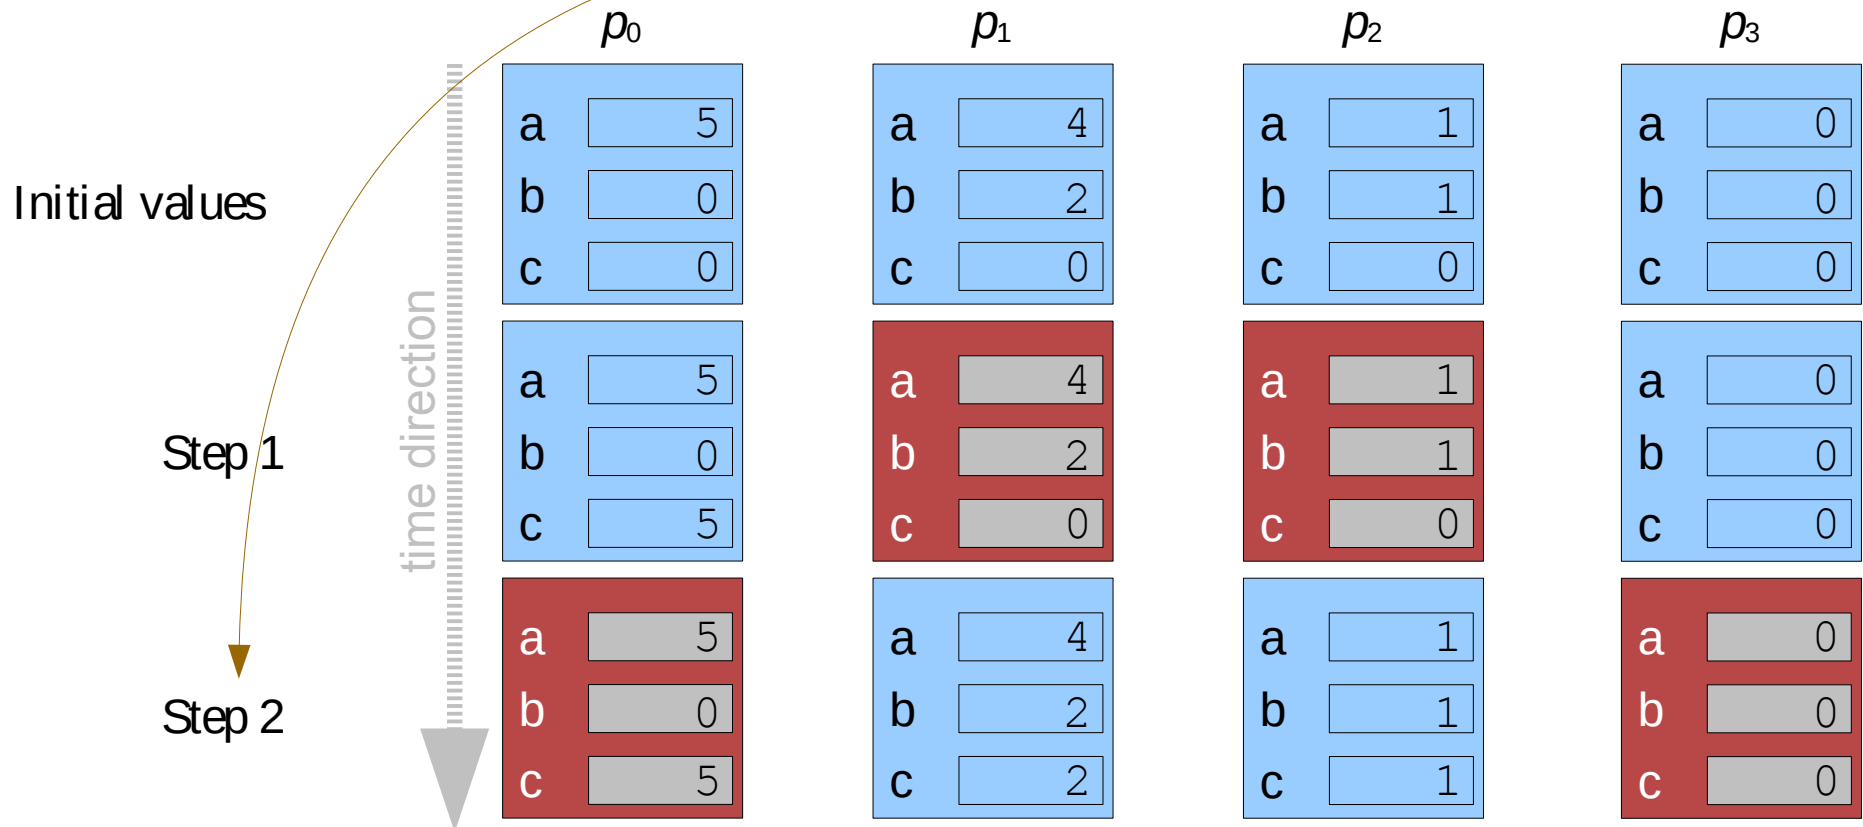 p0 p1 p2 p3
Initial values
a 5 a 4 a 1 a 0
b 0 b 2 b 1 b 0
c 0 c 0 c 0 c 0
time direction
Step 1
a 5 a 4 a 1 a 0
b 0 b 2 b 1 b 0
c 5 c 0 c 0 c 0
Step 2
a 5 a 4 a 1 a 0
b 0 b 2 b 1 b 0
c 5 c 2 c 1 c 0